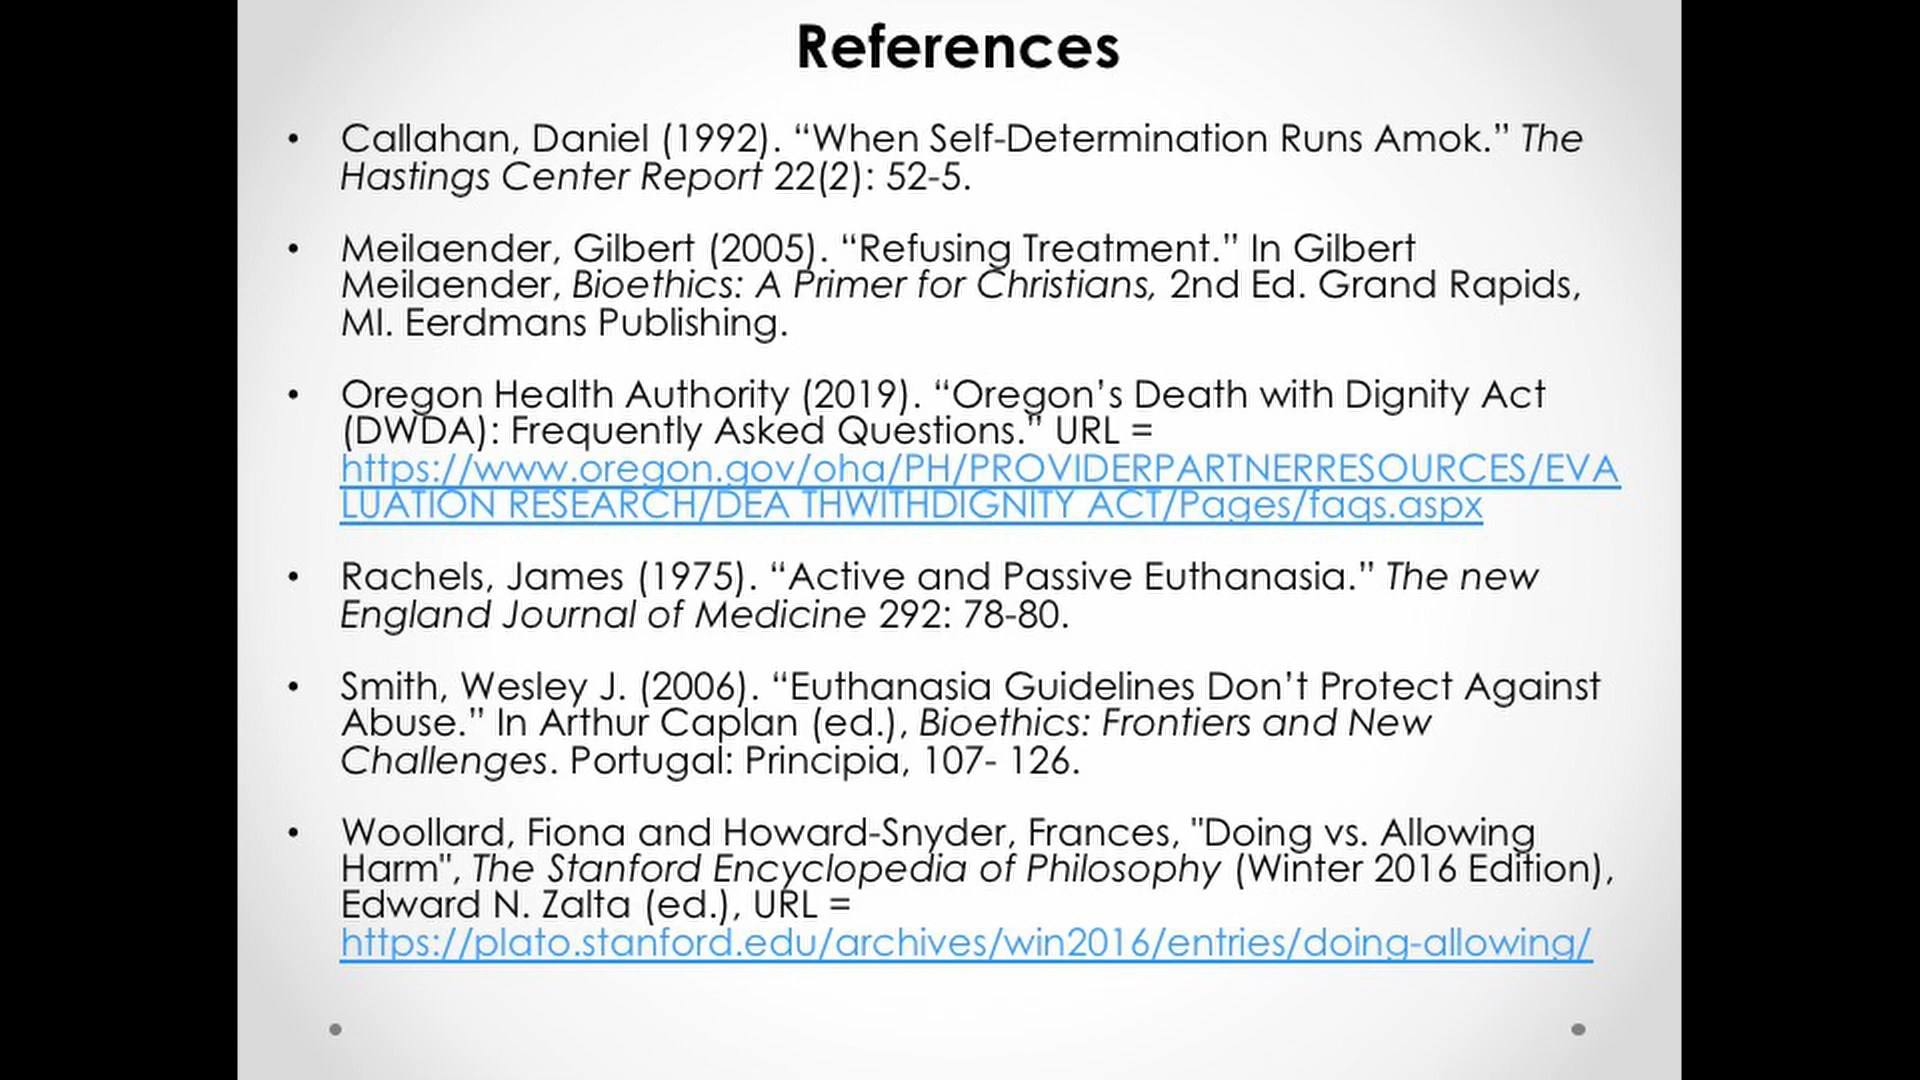 References
• Callahan, Daniel (1992). “When Self-Determination Runs Amok.” The
Hastings Center Report 22(2): 52-5.
• Meilaender, Gilbert (2005). “Refusing Treatment.” In Gilbert
Meilaender, Bioethics: A Primer for Christians, 2nd Ed. Grand Rapids,
MI. Eerdmans Publishing.
• Oregon Health Authority (2019). “Oregon’s Death with Dignity Act
(DWDA): Frequently Asked Questions.” URL =
https://www.oregon.gov/oha/PH/PROVIDERPARTNERRESOURCES/EVA
LUATION RESEARCH/DEA THWITHDIGNITY ACT/Pages/faqs.aspx
• Rachels, James (1975). “Active and Passive Euthanasia.” The new
England Journal of Medicine 292: 78-80.
• Smith, Wesley J. (2006). “Euthanasia Guidelines Don’t Protect Against
Abuse.” In Arthur Caplan (ed.), Bioethics: Frontiers and New
Challenges. Portugal: Principia, 107- 126.
• Woollard, Fiona and Howard-Snyder, Frances, "Doing vs. Allowing
Harm", The Stanford Encyclopedia of Philosophy (Winter 2016 Edition),
Edward N. Zalta (ed.), URL =
https://plato.stanford.edu/archives/win2016/entries/doing-allowing/